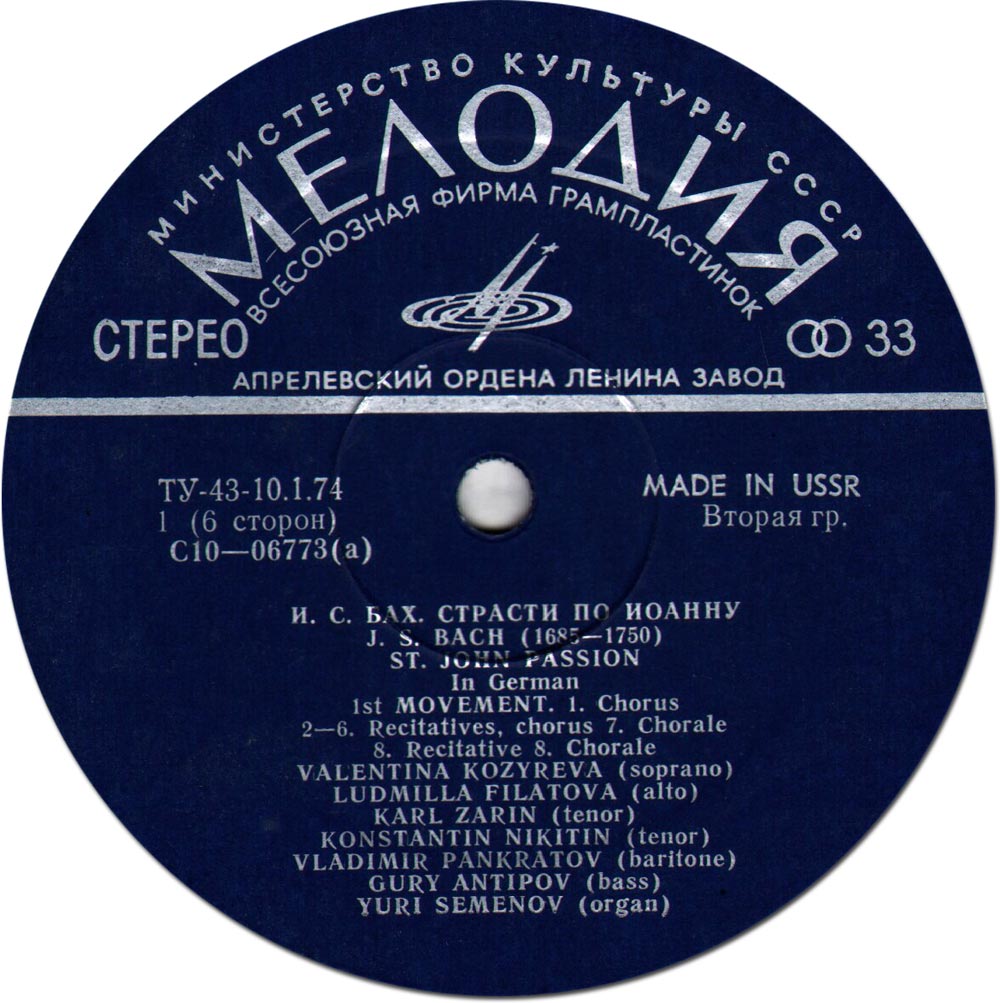 МИНИСТЕРСТВО КУЛЬТУРЫ СССР
МЕЛОДИЯ
ВСЕСОЮЗНАЯ ФИРМА ГРАМПЛАСТИНОК
СТЕРЕО
33
АПРЕЛЕВСКИЙ ОРДЕНА ЛЕНИНА ЗАВОД
ТУ-43-10.1.74
1 (6 сторон)
С10—06773(а)
MADE IN USSR
Вторая гр.
И. С. БАХ. СТРАСТИ ПО ИОАННУ
J. S. BACH (1685—1750)
ST. JOHN PASSION
In German
1st MOVEMENT. 1. Chorus
2—6. Recitatives, chorus 7. Chorale
8. Recitative 8. Chorale
VALENTINA KOZYREVA (soprano)
LUDMILLA FILATOVA (alto)
KARL ZARIN (tenor)
KONSTANTIN NIKITIN (tenor)
VLADIMIR PANKRATOV (baritone)
GURY ANTIPOV (bass)
YURI SEMENOV (organ)